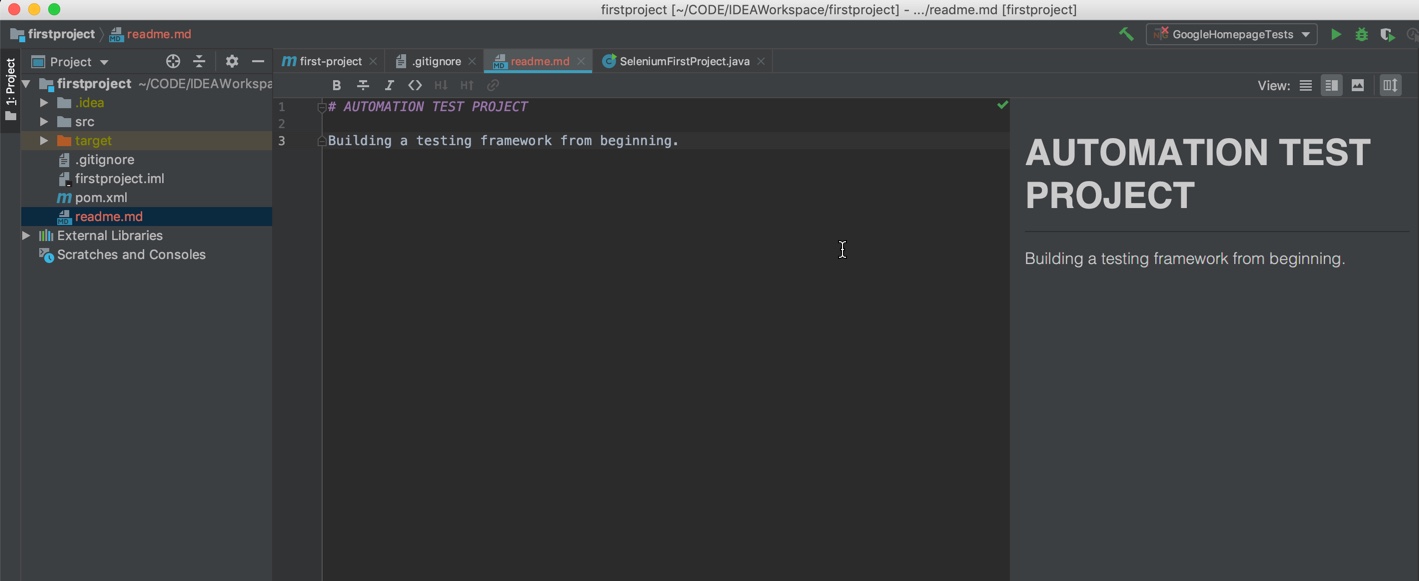 firstproject [~/CODE/IDEAWorkspace/firstproject] - .../readme.md [firstproject]
firstproject readme.md GoogleHomepageTests
1: Project
Project
first-project .gitignore readme.md SeleniumFirstProject.java
firstproject ~/CODE/IDEAWorkspa
.idea
src
target
.gitignore
firstproject.iml
pom.xml
readme.md
External Libraries
Scratches and Consoles
B I <> H↓ H↑ View:
1 # AUTOMATION TEST PROJECT
2
3 Building a testing framework from beginning.
AUTOMATION TEST
PROJECT
Building a testing framework from beginning.